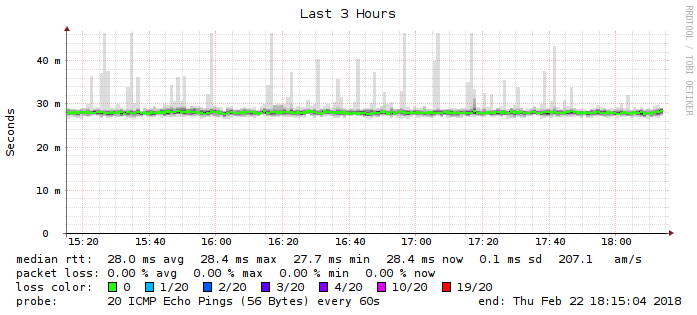 Last 3 Hours
RRDTOOL / TOBI OETIKER
Seconds
40 m
30 m
20 m
10 m
0
15:20 15:40 16:00 16:20 16:40 17:00 17:20 17:40 18:00
median rtt: 28.0 ms avg 28.4 ms max 27.7 ms min 28.4 ms now 0.1 ms sd 207.1 am/s
packet loss: 0.00 % avg 0.00 % max 0.00 % min 0.00 % now
loss color: 0 1/20 2/20 3/20 4/20 10/20 19/20
probe: 20 ICMP Echo Pings (56 Bytes) every 60s end: Thu Feb 22 18:15:04 2018